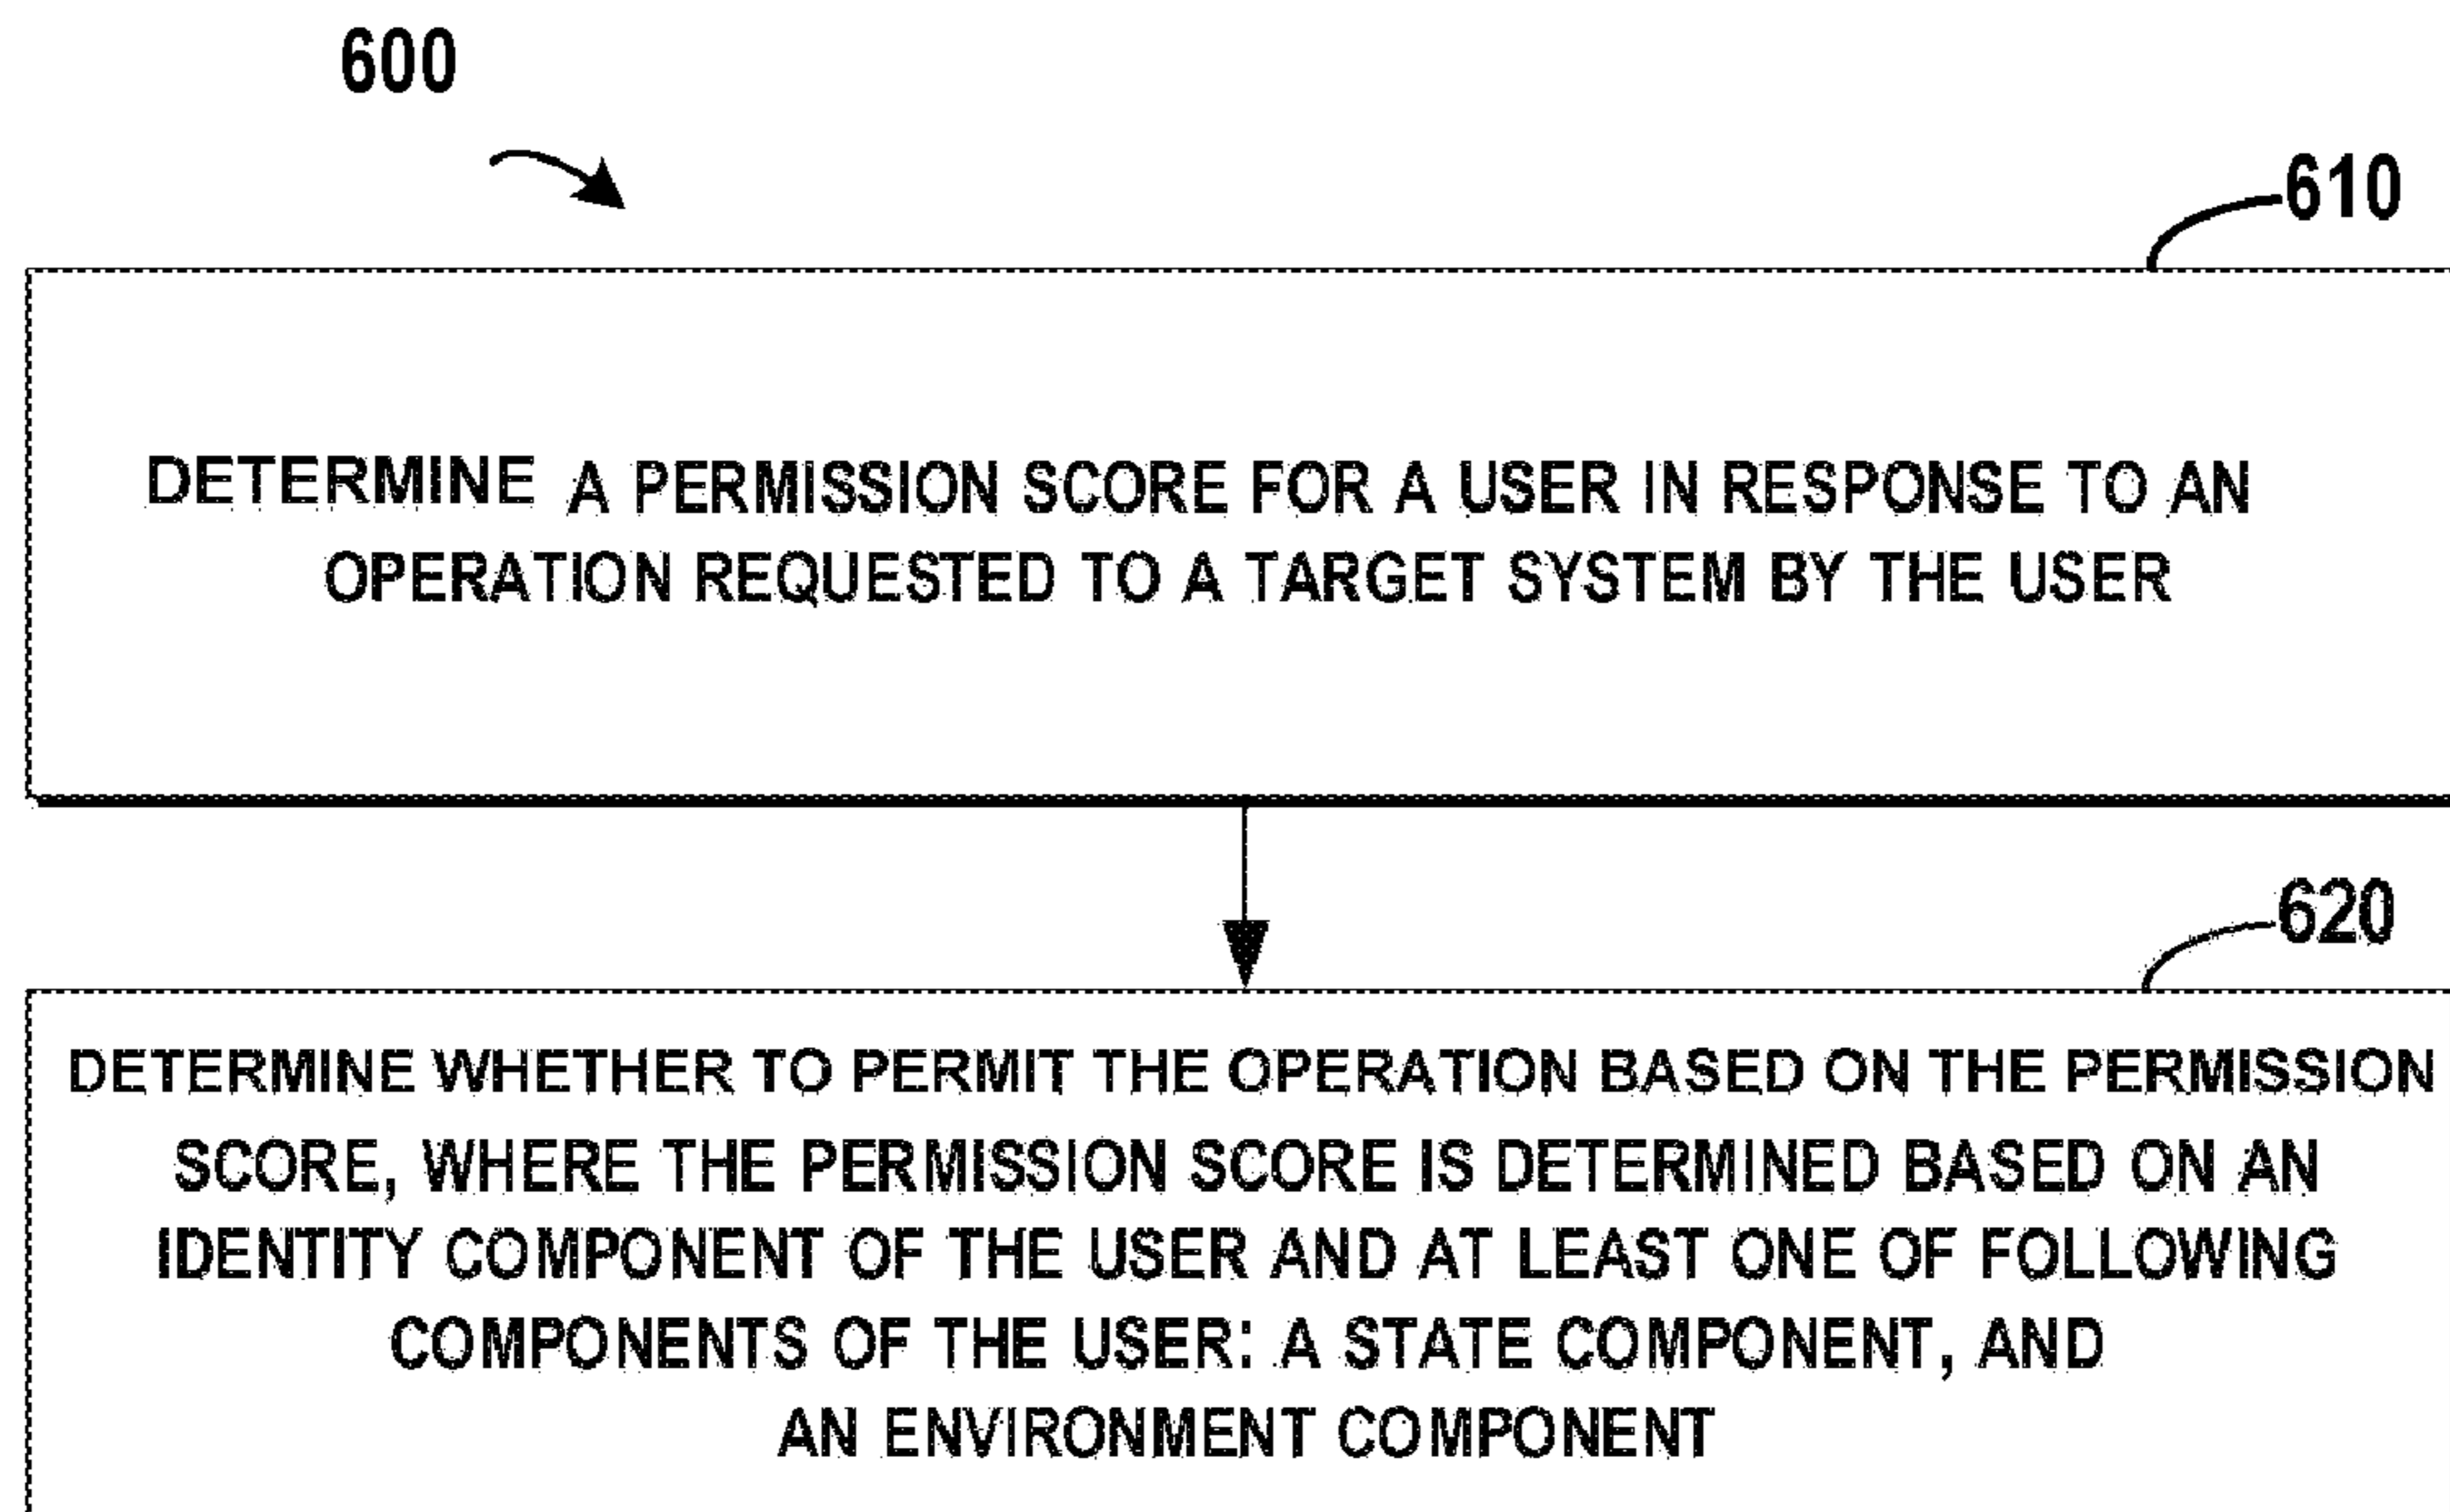 600
610
DETERMINE A PERMISSION SCORE FOR A USER IN RESPONSE TO AN
OPERATION REQUESTED TO A TARGET SYSTEM BY THE USER
620
DETERMINE WHETHER TO PERMIT THE OPERATION BASED ON THE PERMISSION
SCORE, WHERE THE PERMISSION SCORE IS DETERMINED BASED ON AN
IDENTITY COMPONENT OF THE USER AND AT LEAST ONE OF FOLLOWING
COMPONENTS OF THE USER: A STATE COMPONENT, AND
AN ENVIRONMENT COMPONENT